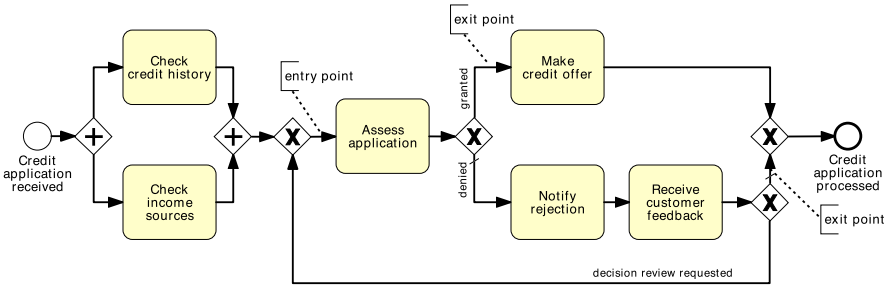 Check
credit history
entry point
exit point
granted
Make
credit offer
Credit
application
received
Assess
application
Credit
application
processed
Check
income
sources
denied
Notify
rejection
Receive
customer
feedback
exit point
decision review requested